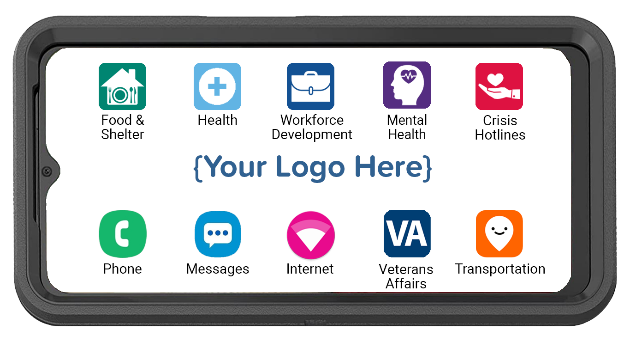 Food &
Shelter
Health
Workforce
Development
Mental
Health
Crisis
Hotlines
{Your Logo Here}
Phone
Messages
Internet
VA
Veterans
Affairs
Transportation